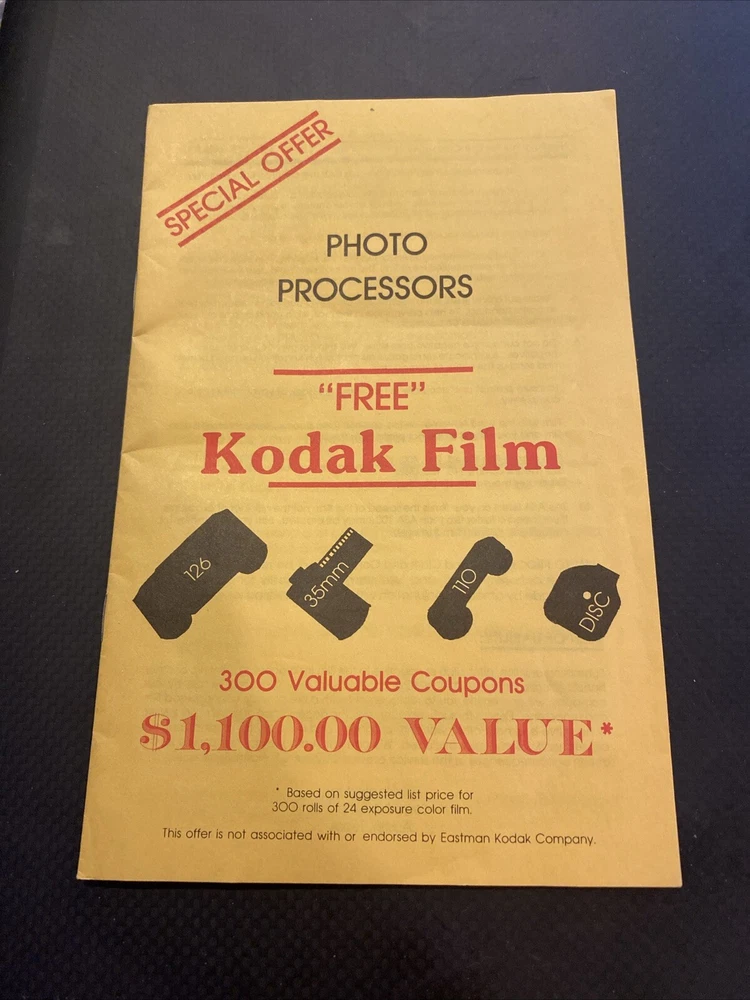 SPECIAL OFFER
PHOTO
PROCESSORS
“FREE”
Kodak Film
126
35mm
110
DISC
300 Valuable Coupons
$1,100.00 VALUE*
* Based on suggested list price for
300 rolls of 24 exposure color film.
This offer is not associated with or endorsed by Eastman Kodak Company.